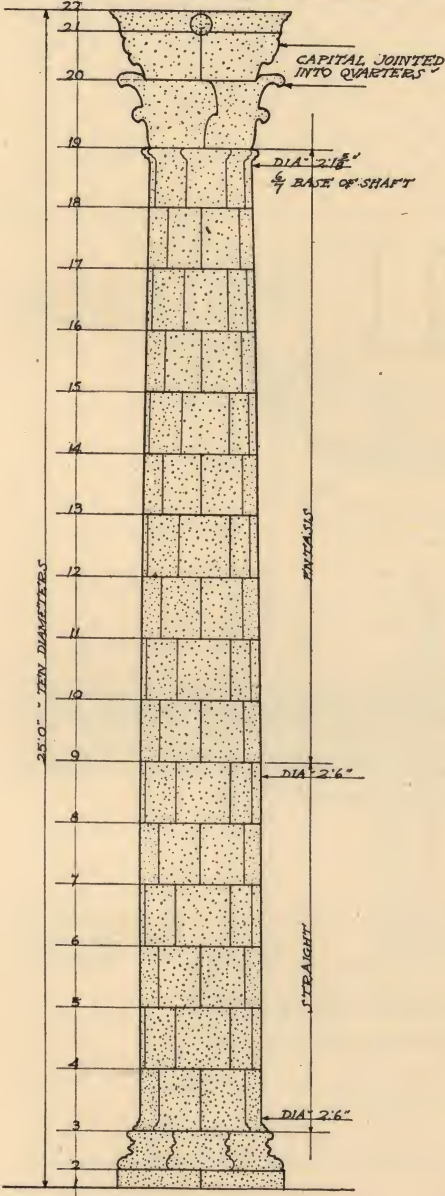 22
21
CAPITAL JOINTED
INTO QUARTERS"
20
19
DIA- 2'1⅝"
6/7 BASE OF SHAFT
18
17
16
15
14
13
ENTASIS
12
11
10
25'0" - TEN DIAMETERS
9
DIA- 2'6"
8
7
6
STRAIGHT
5
4
DIA- 2'6"
3
2
1